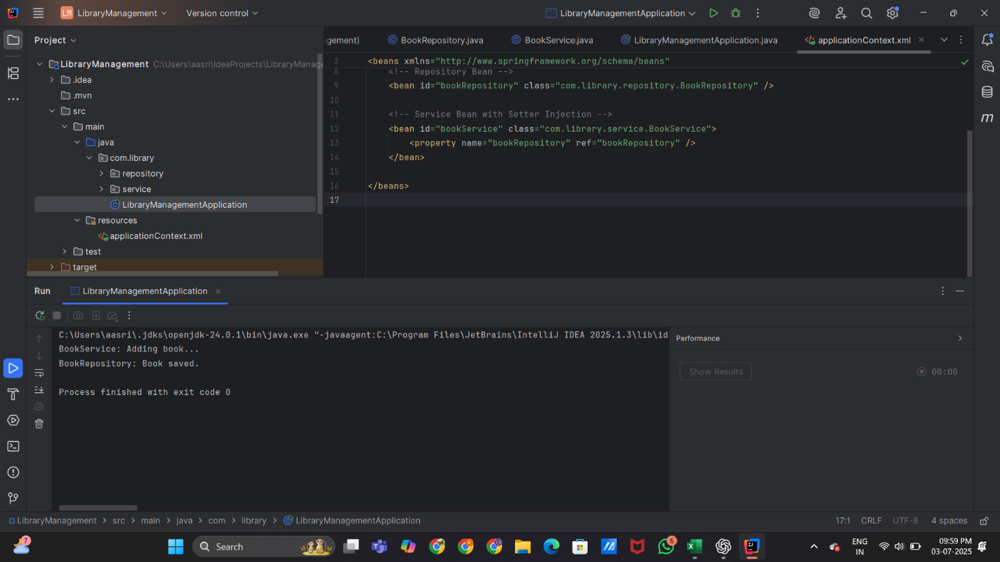 LM LibraryManagement Version control LibraryManagementApplication
Project
LibraryManagement C:\Users\aasri\IdeaProjects\LibraryManage
.idea
.mvn
src
main
java
com.library
repository
service
LibraryManagementApplication
resources
applicationContext.xml
test
target
gement) BookRepository.java BookService.java LibraryManagementApplication.java applicationContext.xml
2 <beans xmlns="http://www.springframework.org/schema/beans"
8 <!-- Repository Bean -->
9 <bean id="bookRepository" class="com.library.repository.BookRepository" />
10
11 <!-- Service Bean with Setter Injection -->
12 <bean id="bookService" class="com.library.service.BookService">
13 <property name="bookRepository" ref="bookRepository" />
14 </bean>
15
16 </beans>
17
m
Run LibraryManagementApplication
C:\Users\aasri\.jdks\openjdk-24.0.1\bin\java.exe "-javaagent:C:\Program Files\JetBrains\IntelliJ IDEA 2025.1.3\lib\id
BookService: Adding book...
BookRepository: Book saved.
Process finished with exit code 0
Performance
Show Results 00:00
LibraryManagement > src > main > java > com > library > LibraryManagementApplication
17:1 CRLF UTF-8 4 spaces
7
Search
6
ENG
IN
09:59 PM
03-07-2025